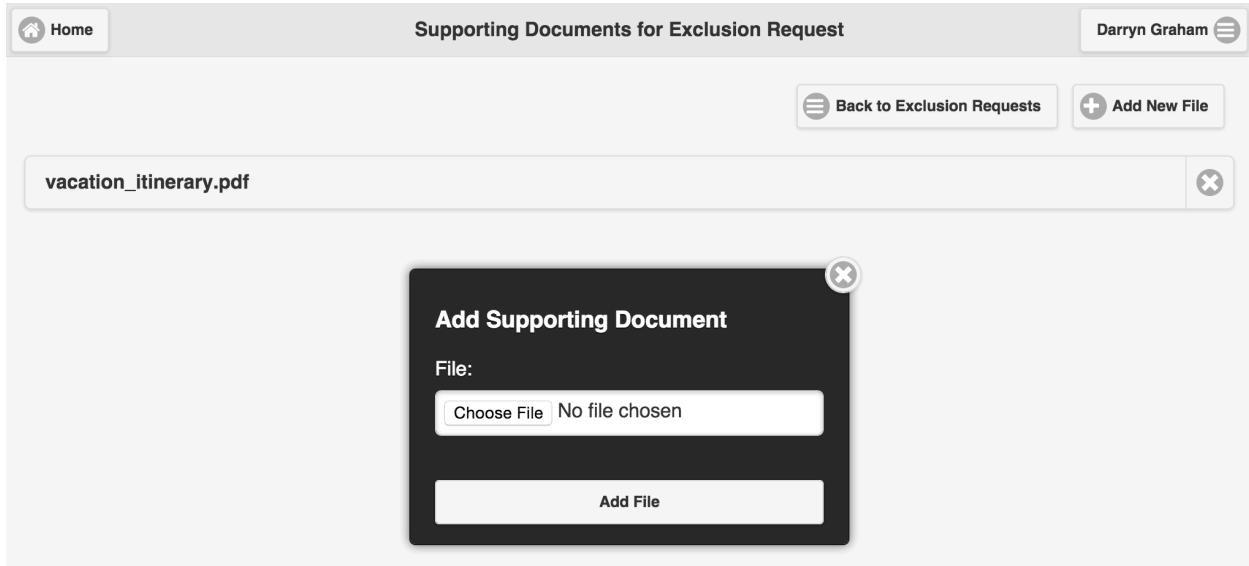 Home
Supporting Documents for Exclusion Request
Darryn Graham
Back to Exclusion Requests
Add New File
vacation_itinerary.pdf
Add Supporting Document
File:
Choose File No file chosen
Add File